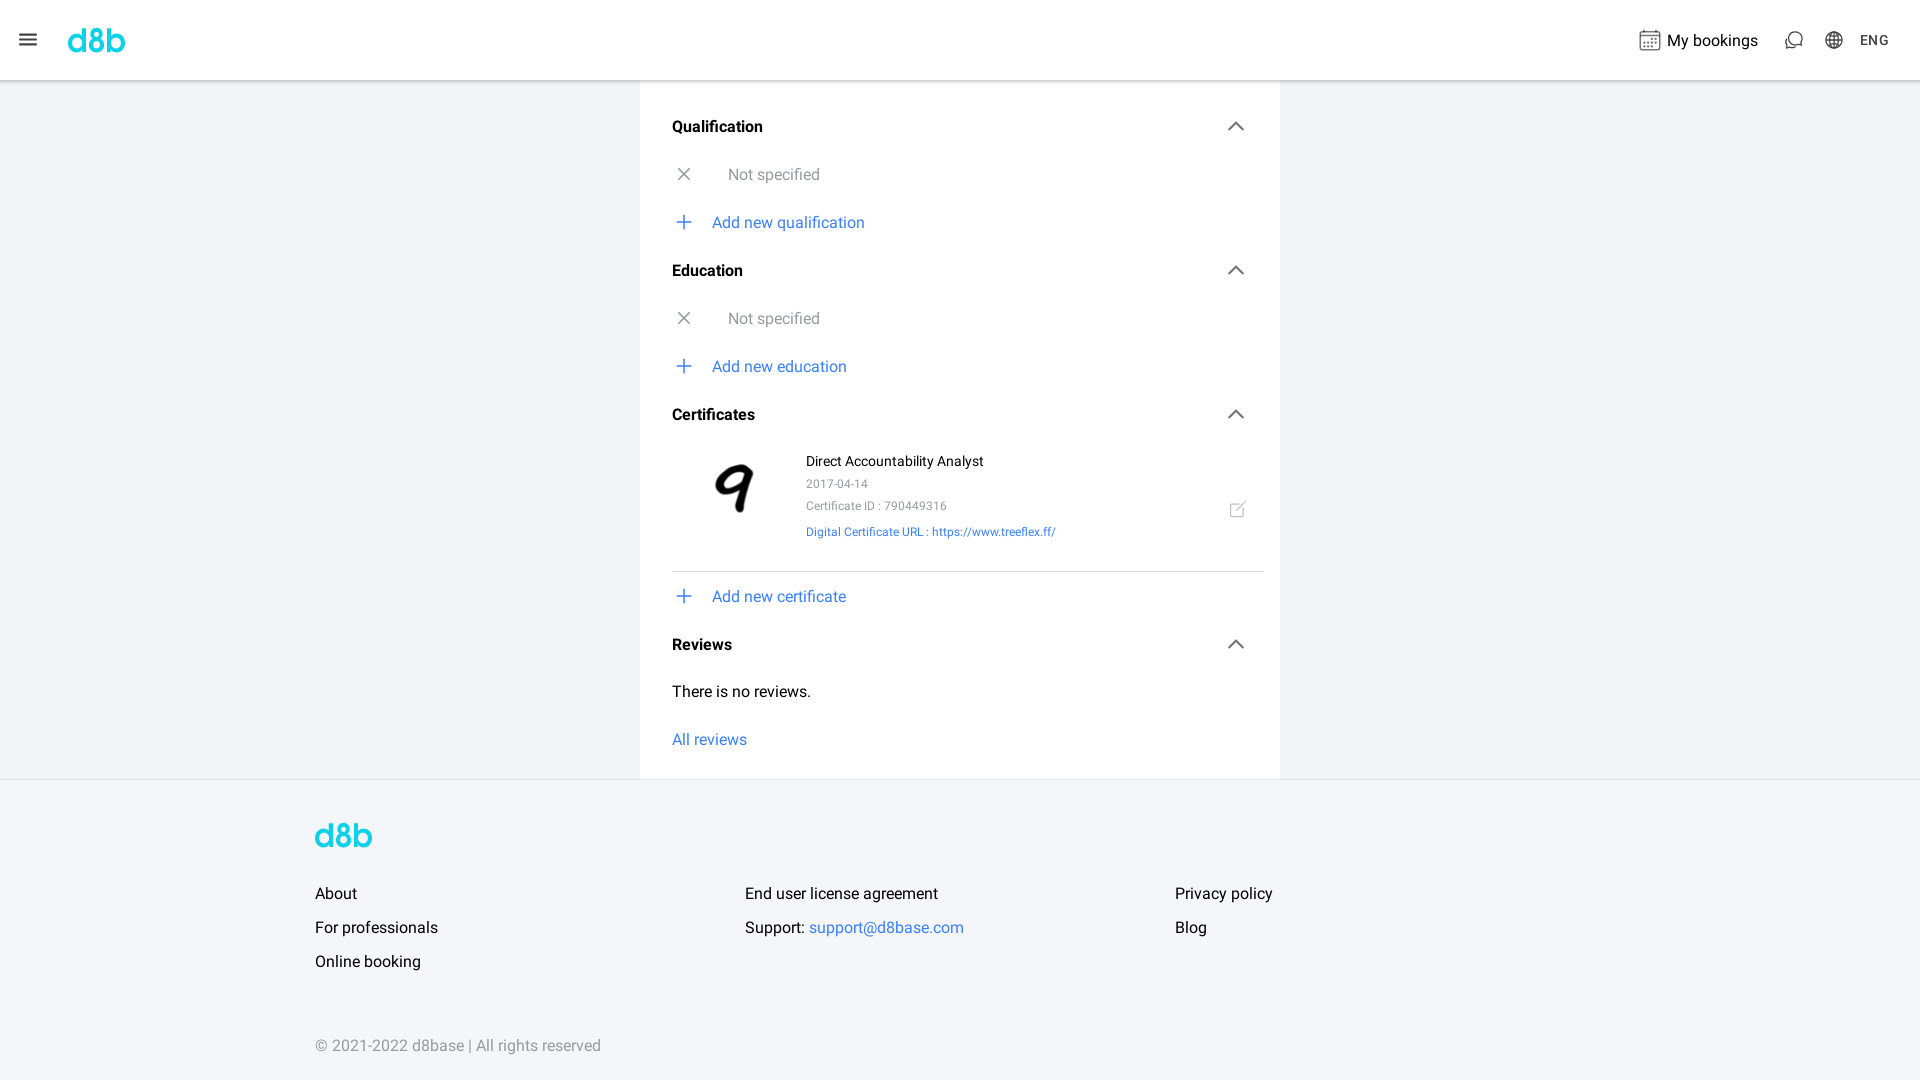 d8b
My bookings
ENG
Qualification
Not specified
Add new qualification
Education
Not specified
Add new education
Certificates
9
Direct Accountability Analyst
2017-04-14
Certificate ID : 790449316
Digital Certificate URL : https://www.treeflex.ff/
Add new certificate
Reviews
There is no reviews.
All reviews
d8b
About
End user license agreement
Privacy policy
For professionals
Support: support@d8base.com
Blog
Online booking
© 2021-2022 d8base | All rights reserved